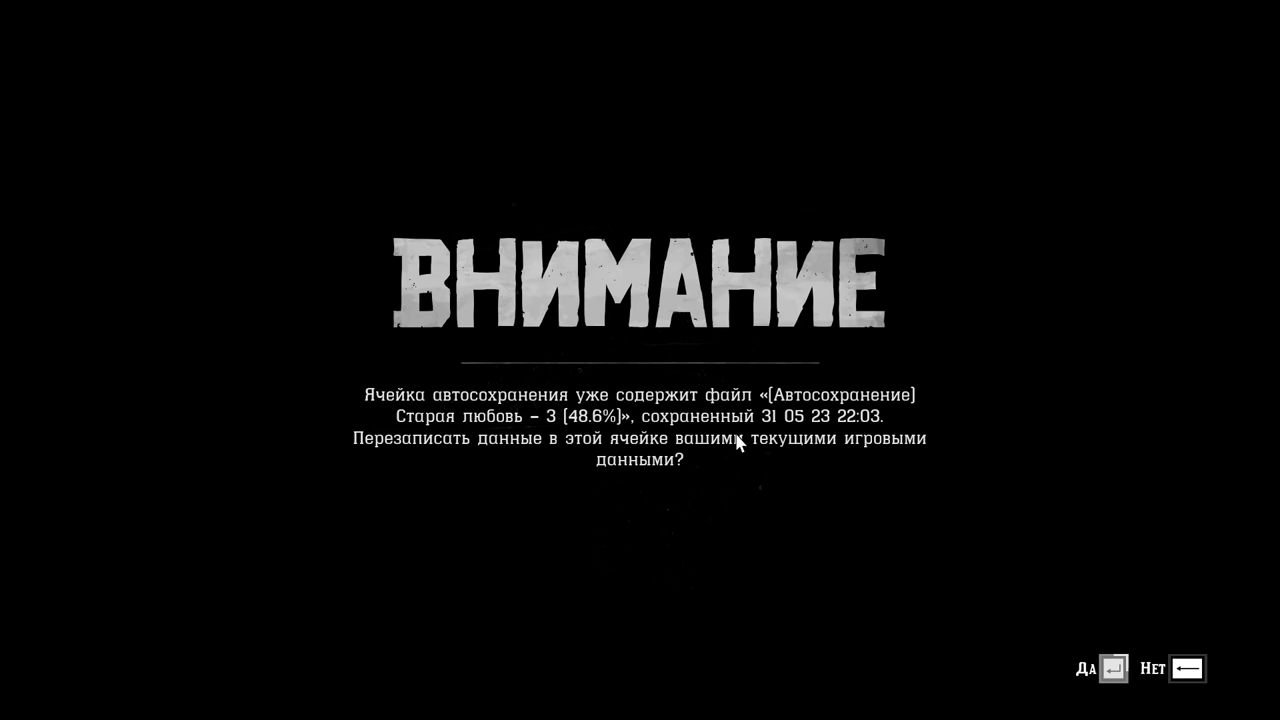 ВНИМАНИЕ
Ячейка автосохранения уже содержит файл «(Автосохранение)
Старая любовь – 3 (48.6%)», сохраненный 31 05 23 22:03.
Перезаписать данные в этой ячейке вашими текущими игровыми
данными?
Да Нет